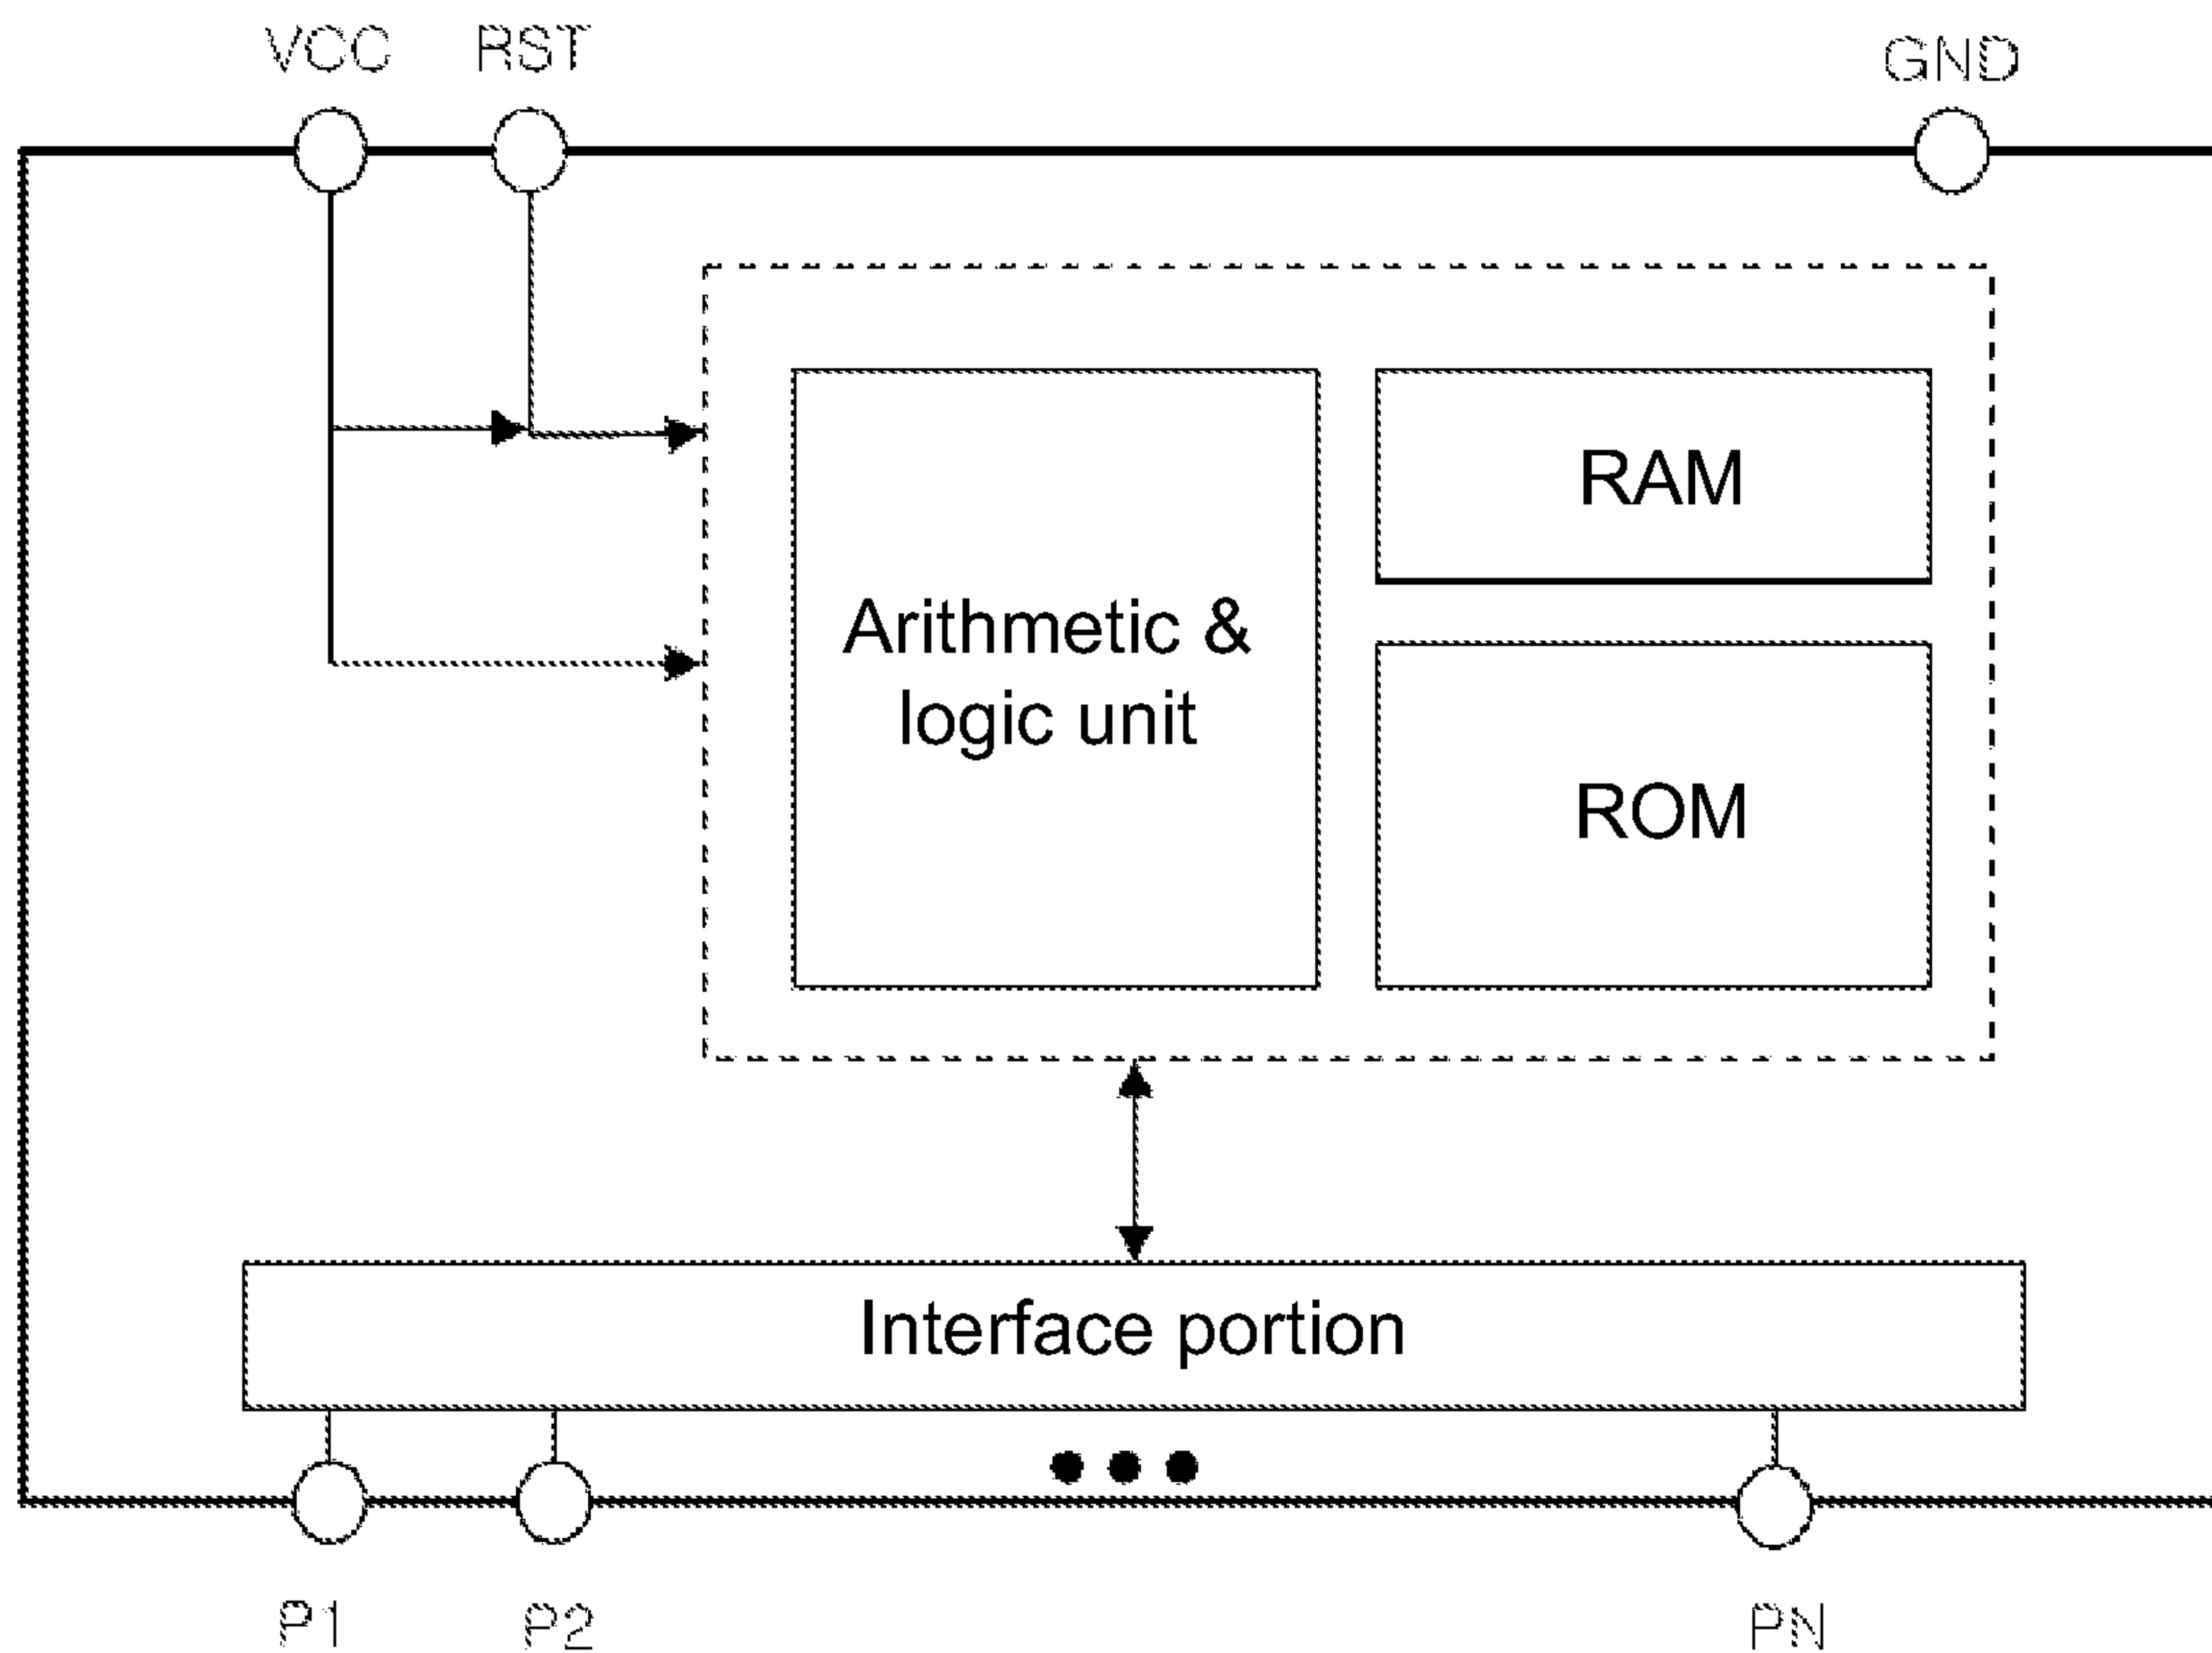 VCC RST GND
RAM
Arithmetic &
logic unit
ROM
Interface portion
P1 P2 PN